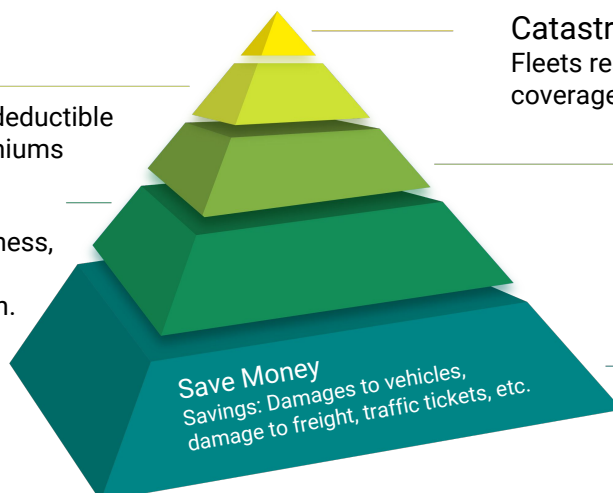 Catastr
Fleets re
coverage
deductible
niums
ness,
n.
Save Money
Savings: Damages to vehicles,
damage to freight, traffic tickets, etc.